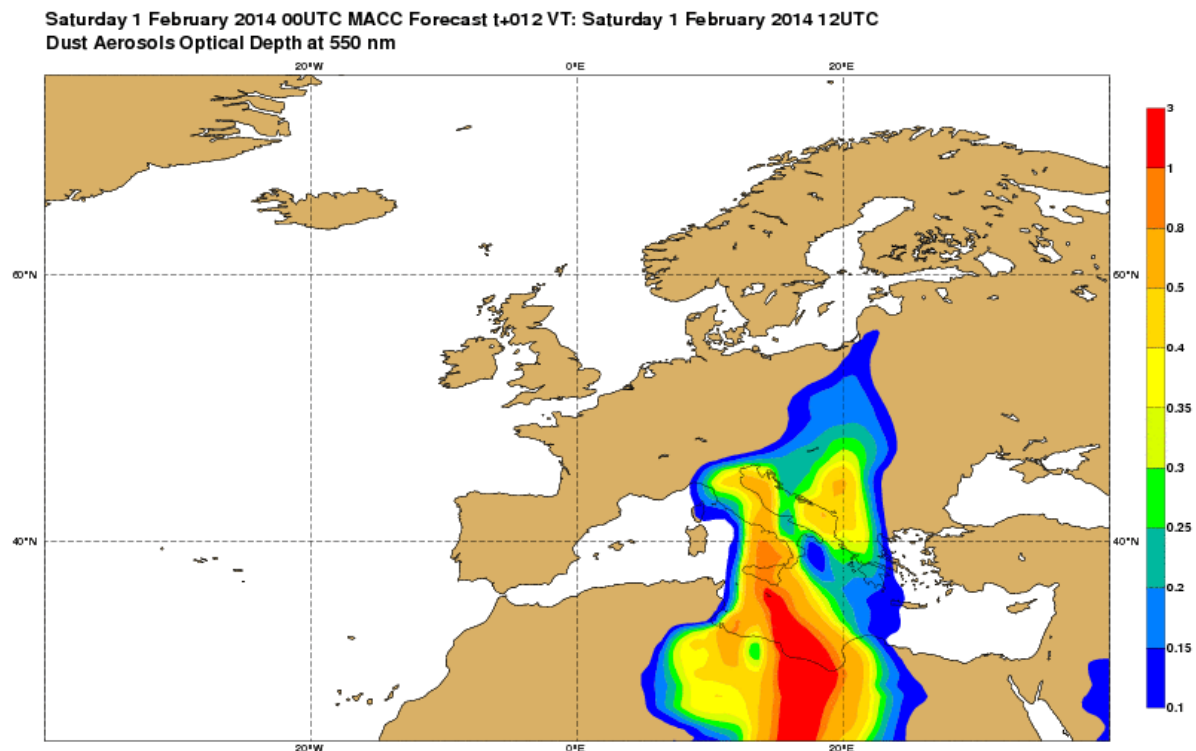 Saturday 1 February 2014 00UTC MACC Forecast t+012 VT: Saturday 1 February 2014 12UTC
Dust Aerosols Optical Depth at 550 nm
20°W 0°E 20°E
3
1
0.8
0.5
0.4
0.35
0.3
0.25
0.2
0.15
0.1
60°N 60°N
40°N 40°N
20°W 0°E 20°E